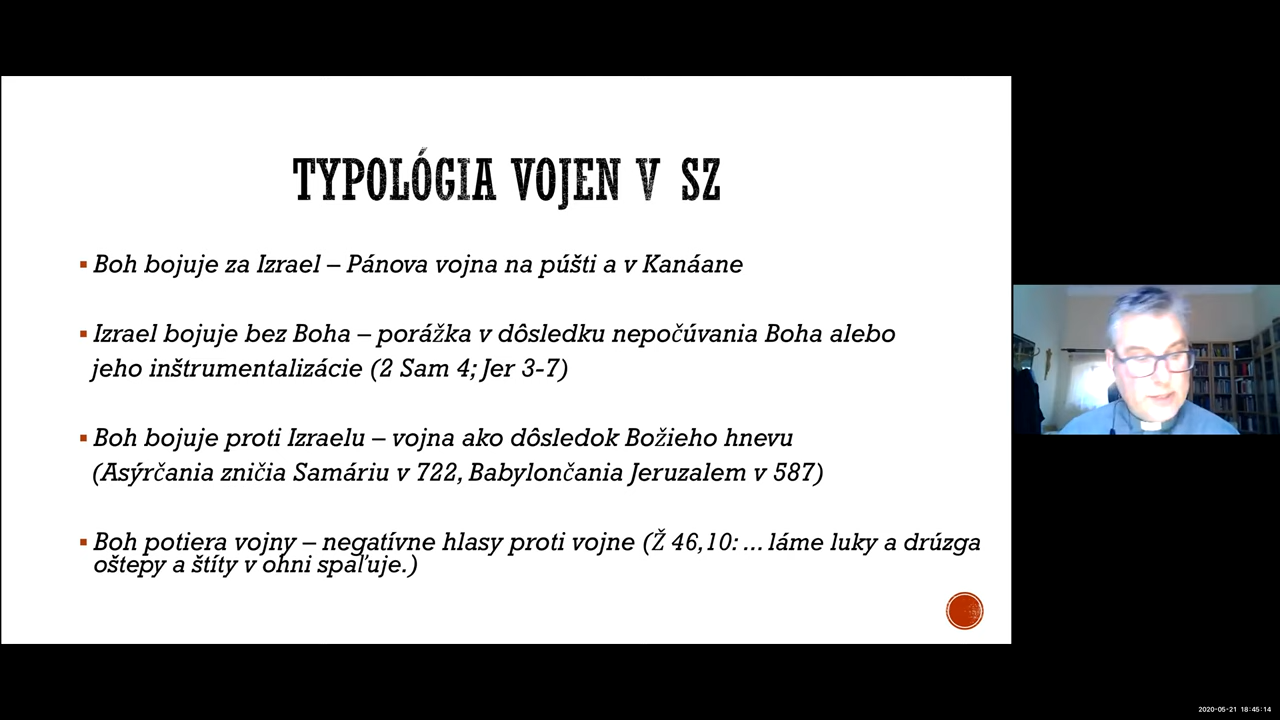 TYPOLÓGIA VOJEN V SZ
Boh bojuje za Izrael – Pánova vojna na púšti a v Kanáane
Izrael bojuje bez Boha – porážka v dôsledku nepočúvania Boha alebo
jeho inštrumentalizácie (2 Sam 4; Jer 3-7)
Boh bojuje proti Izraelu – vojna ako dôsledok Božieho hnevu
(Asýrčania zničia Samáriu v 722, Babylončania Jeruzalem v 587)
Boh potiera vojny – negatívne hlasy proti vojne (Ž 46,10: ... láme luky a drúzga
oštepy a štíty v ohni spaľuje.)
2020-05-21 18:45:14